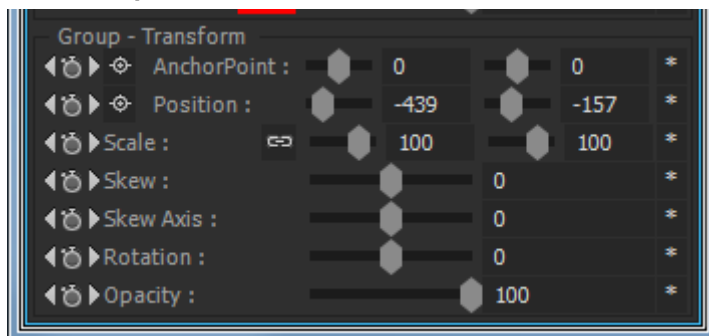 Group - Transform
AnchorPoint : 0 0 *
Position : -439 -157 *
Scale : 100 100 *
Skew : 0 *
Skew Axis : 0 *
Rotation : 0 *
Opacity : 100 *